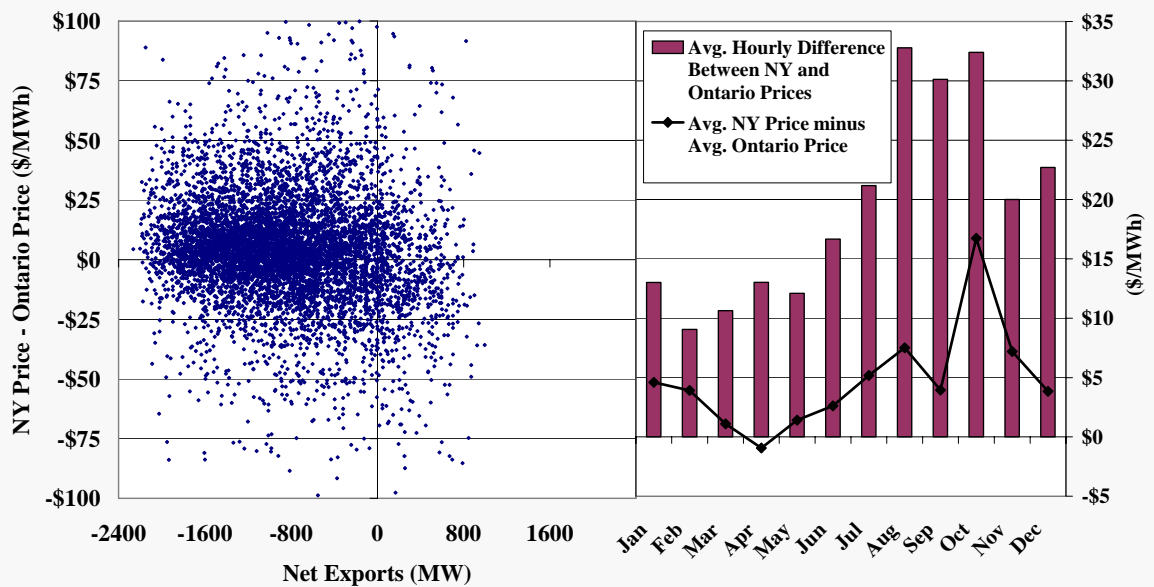 $100
$75
$50
$25
$0
-$25
-$50
-$75
-$100
NY Price - Ontario Price ($/MWh)
-2400 -1600 -800 0 800 1600
Net Exports (MW)
Avg. Hourly Difference
Between NY and
Ontario Prices
Avg. NY Price minus
Avg. Ontario Price
$35
$30
$25
$20
$15
$10
$5
$0
-$5
($/MWh)
Jan Feb Mar Apr May Jun Jul Aug Sep Oct Nov Dec